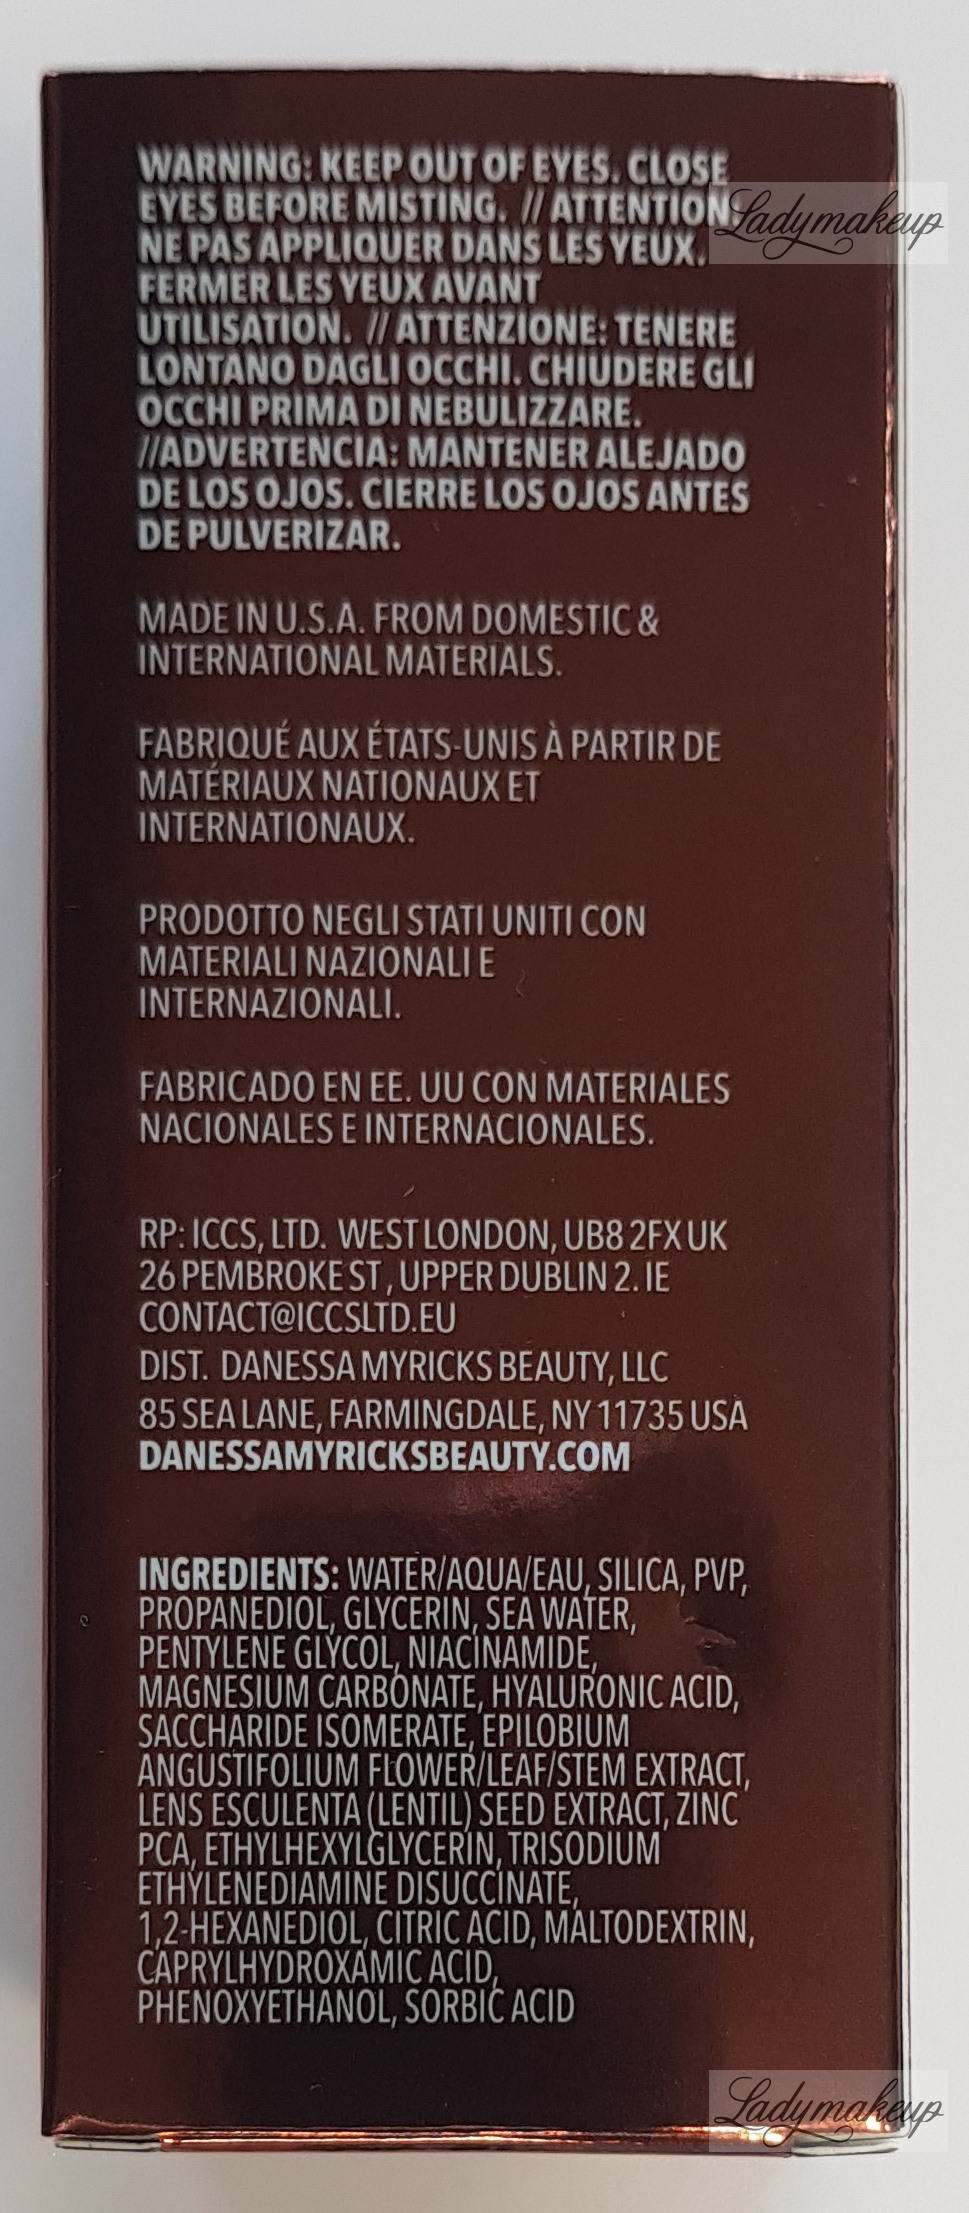 WARNING: KEEP OUT OF EYES. CLOSE
EYES BEFORE MISTING. // ATTENTION
NE PAS APPLIQUER DANS LES YEUX.
FERMER LES YEUX AVANT
UTILISATION. // ATTENZIONE: TENERE
LONTANO DAGLI OCCHI. CHIUDERE GLI
OCCHI PRIMA DI NEBULIZZARE.
//ADVERTENCIA: MANTENER ALEJADO
DE LOS OJOS. CIERRE LOS OJOS ANTES
DE PULVERIZAR.
MADE IN U.S.A. FROM DOMESTIC &
INTERNATIONAL MATERIALS.
FABRIQUÉ AUX ÉTATS-UNIS À PARTIR DE
MATÉRIAUX NATIONAUX ET
INTERNATIONAUX.
PRODOTTO NEGLI STATI UNITI CON
MATERIALI NAZIONALI E
INTERNAZIONALI.
FABRICADO EN EE. UU CON MATERIALES
NACIONALES E INTERNACIONALES.
RP: ICCS, LTD. WEST LONDON, UB8 2FX UK
26 PEMBROKE ST, UPPER DUBLIN 2. IE
CONTACT@ICCSLTD.EU
DIST. DANESSA MYRICKS BEAUTY, LLC
85 SEA LANE, FARMINGDALE, NY 11735 USA
DANESSAMYRICKSBEAUTY.COM
INGREDIENTS: WATER/AQUA/EAU, SILICA, PVP,
PROPANEDIOL, GLYCERIN, SEA WATER,
PENTYLENE GLYCOL, NIACINAMIDE,
MAGNESIUM CARBONATE, HYALURONIC ACID,
SACCHARIDE ISOMERATE, EPILOBIUM
ANGUSTIFOLIUM FLOWER/LEAF/STEM EXTRACT,
LENS ESCULENTA (LENTIL) SEED EXTRACT, ZINC
PCA, ETHYLHEXYLGLYCERIN, TRISODIUM
ETHYLENEDIAMINE DISUCCINATE,
1,2-HEXANEDIOL, CITRIC ACID, MALTODEXTRIN,
CAPRYLHYDROXAMIC ACID,
PHENOXYETHANOL, SORBIC ACID
Ladymakeup
Ladymakeup